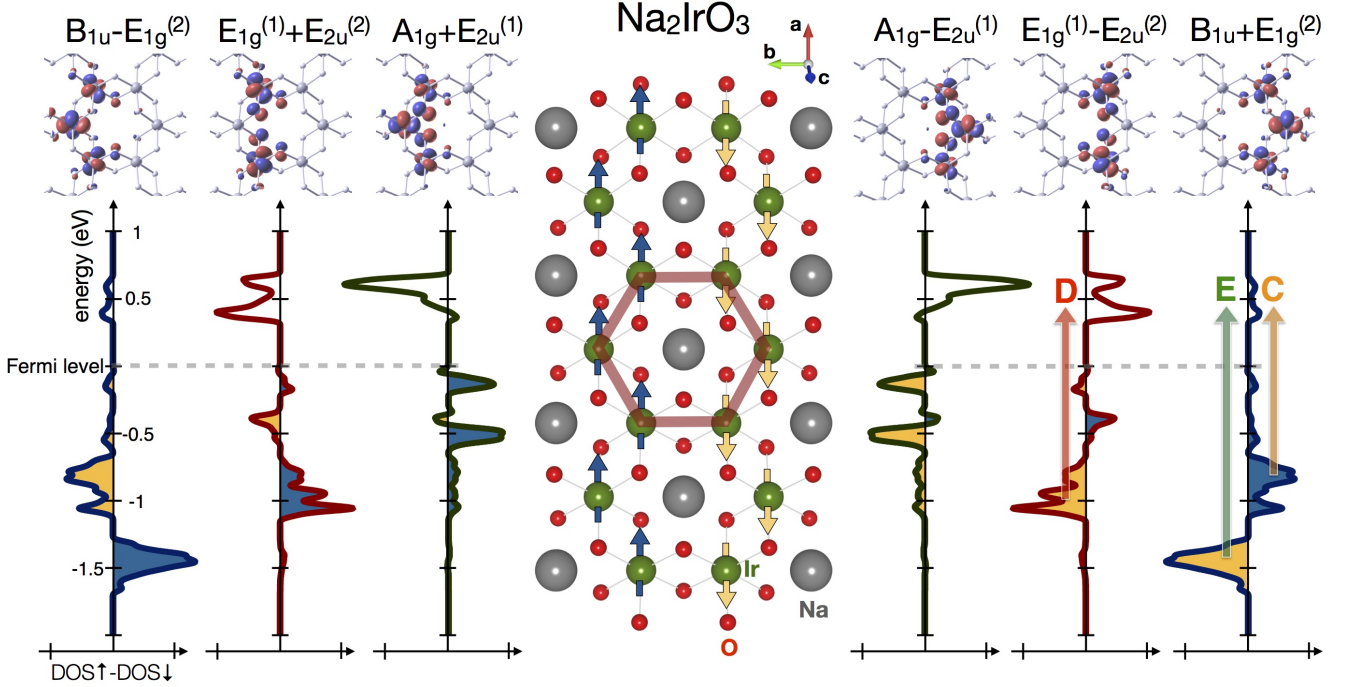 Na₂IrO₃
B₁ᵤ-E₁g⁽²⁾
E₁g⁽¹⁾+E₂ᵤ⁽²⁾
A₁g+E₂ᵤ⁽¹⁾
A₁g-E₂ᵤ⁽¹⁾
E₁g⁽¹⁾-E₂ᵤ⁽²⁾
B₁ᵤ+E₁g⁽²⁾
a
b
c
energy (eV)
1
0.5
Fermi level
-0.5
-1
-1.5
DOS↑-DOS↓
D
E
C
Ir
Na
O